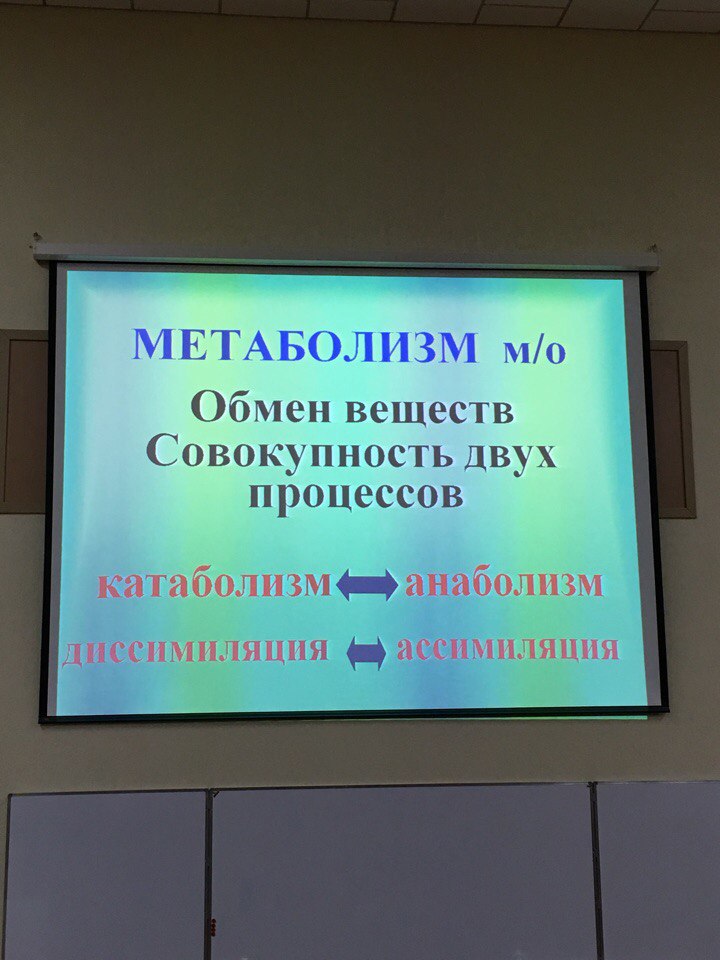 МЕТАБОЛИЗМ м/о
Обмен веществ
Совокупность двух
процессов
катаболизм анаболизм
диссимиляция ассимиляция